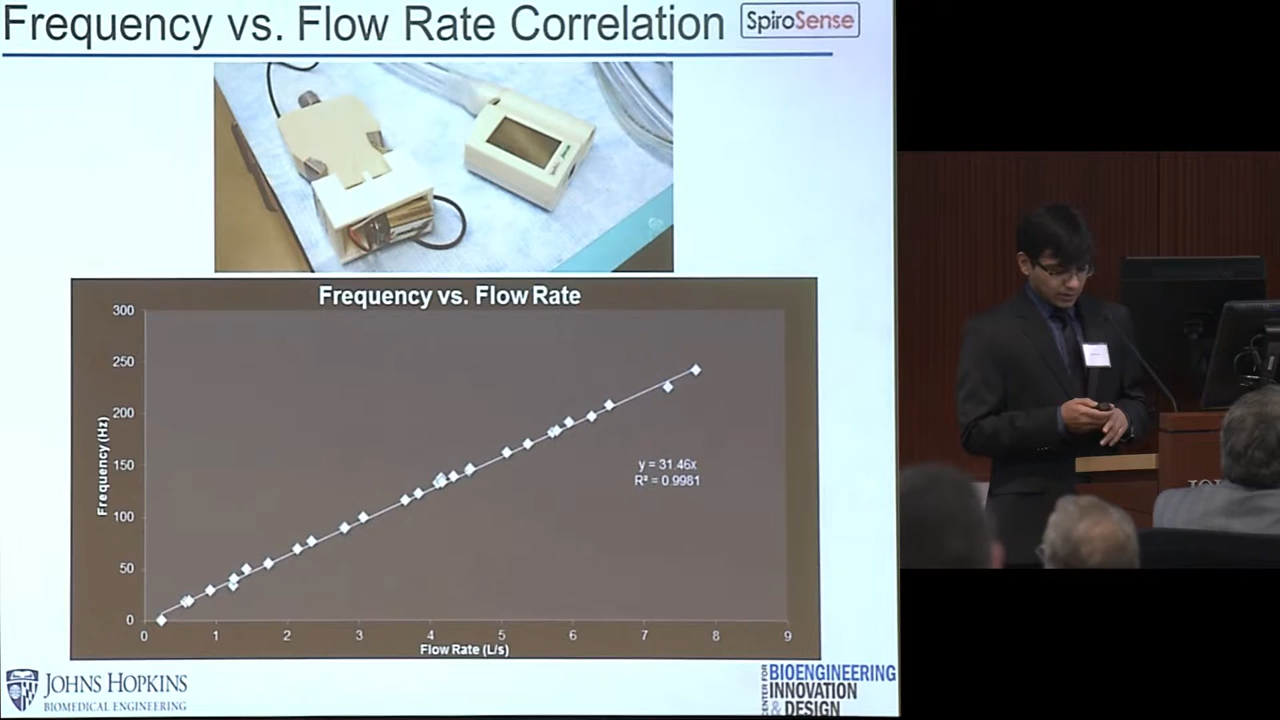 Frequency vs. Flow Rate Correlation
SpiroSense
Frequency vs. Flow Rate
300
250
200
150
100
50
0
Frequency (Hz)
y = 31.46x
R² = 0.9981
0 1 2 3 4 5 6 7 8 9
Flow Rate (L/s)
JOHNS HOPKINS
BIOMEDICAL ENGINEERING
CENTER FOR
BIOENGINEERING
INNOVATION
& DESIGN